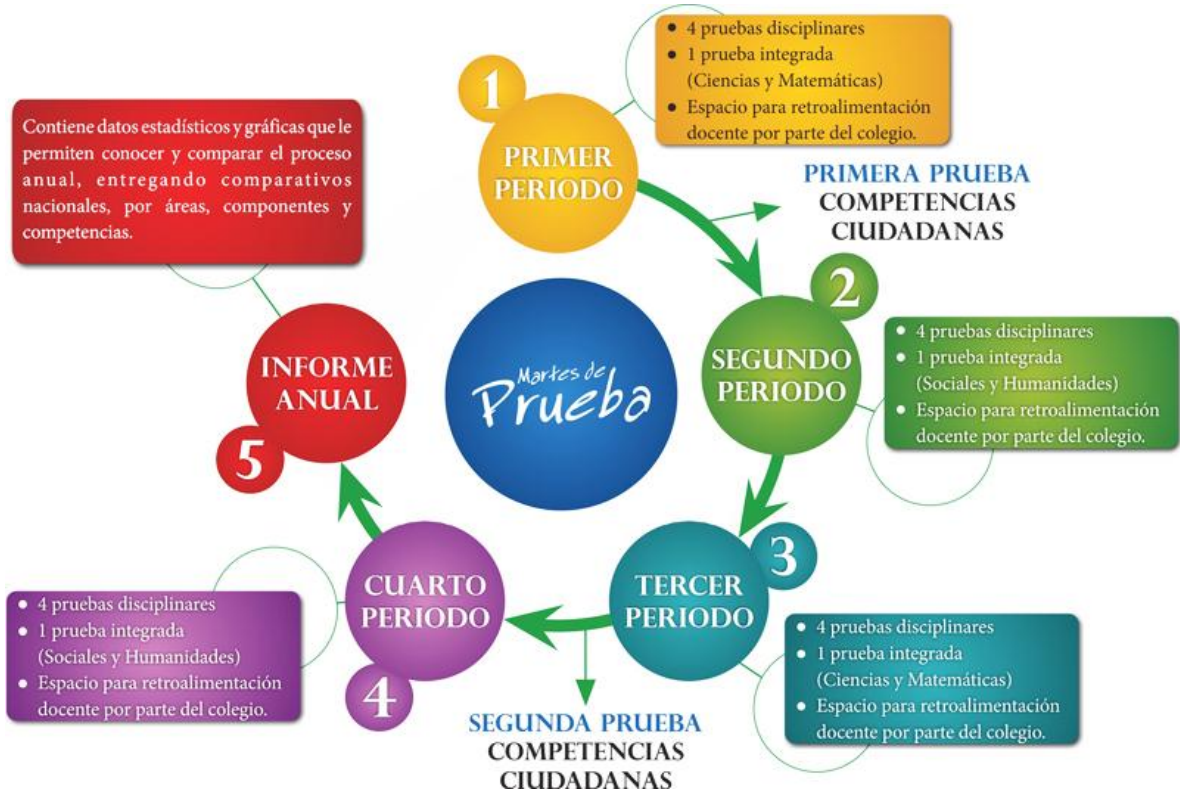 1
PRIMER
PERIODO
● 4 pruebas disciplinares
● 1 prueba integrada
(Ciencias y Matemáticas)
● Espacio para retroalimentación
docente por parte del colegio.
PRIMERA PRUEBA
COMPETENCIAS
CIUDADANAS
2
SEGUNDO
PERIODO
● 4 pruebas disciplinares
● 1 prueba integrada
(Sociales y Humanidades)
● Espacio para retroalimentación
docente por parte del colegio.
3
TERCER
PERIODO
● 4 pruebas disciplinares
● 1 prueba integrada
(Ciencias y Matemáticas)
● Espacio para retroalimentación
docente por parte del colegio.
SEGUNDA PRUEBA
COMPETENCIAS
CIUDADANAS
CUARTO
PERIODO
4
● 4 pruebas disciplinares
● 1 prueba integrada
(Sociales y Humanidades)
● Espacio para retroalimentación
docente por parte del colegio.
INFORME
ANUAL
5
Contiene datos estadísticos y gráficas que le
permiten conocer y comparar el proceso
anual, entregando comparativos
nacionales, por áreas, componentes y
competencias.
Martes de
Prueba